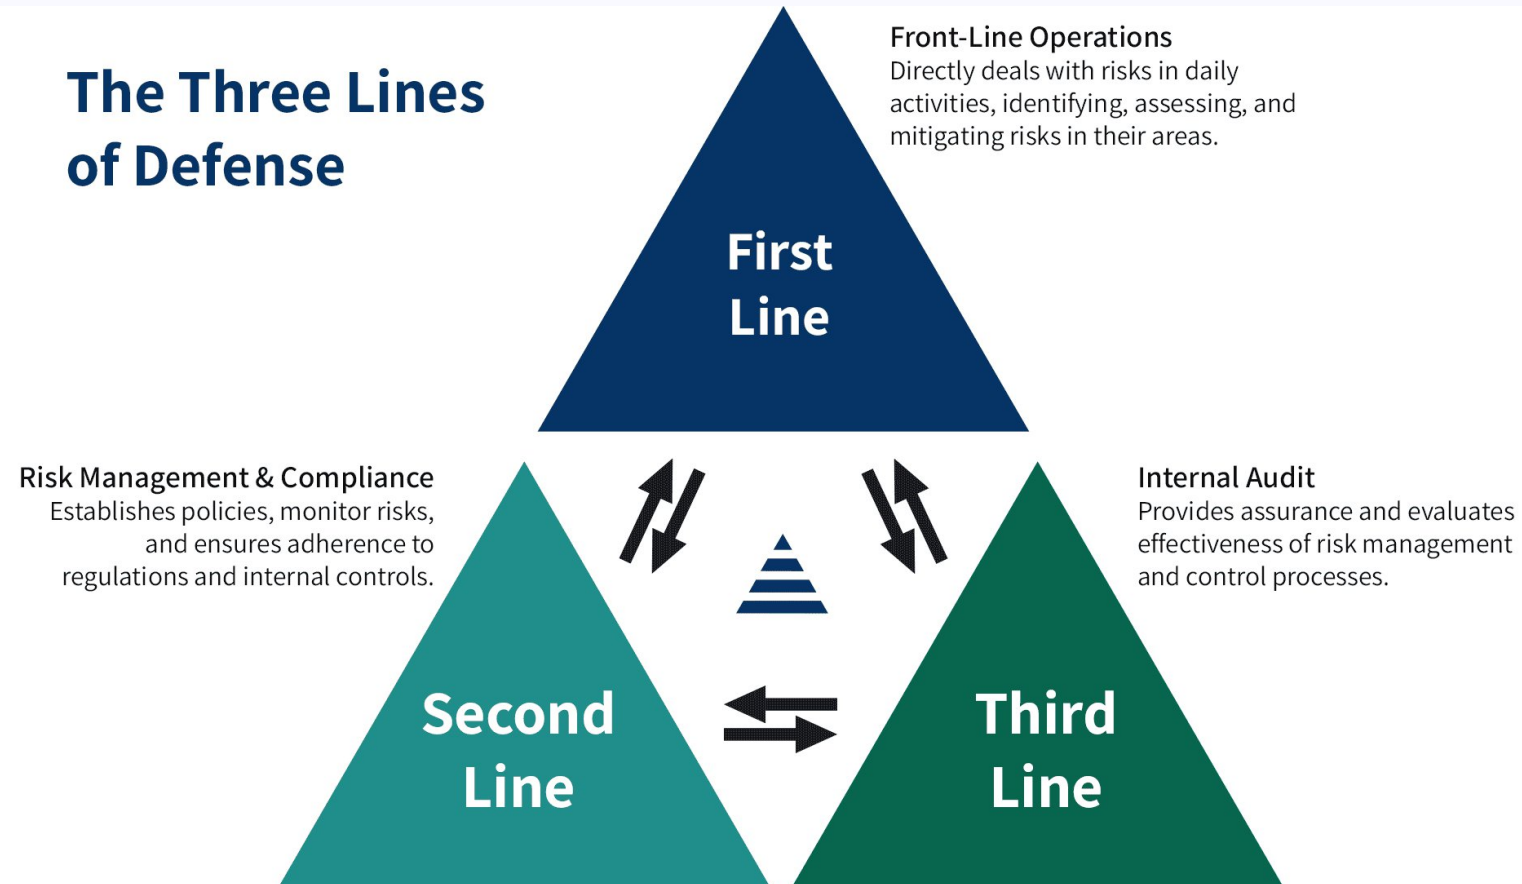 The Three Lines
of Defense
Front-Line Operations
Directly deals with risks in daily
activities, identifying, assessing, and
mitigating risks in their areas.
First
Line
Risk Management & Compliance
Establishes policies, monitor risks,
and ensures adherence to
regulations and internal controls.
Internal Audit
Provides assurance and evaluates
effectiveness of risk management
and control processes.
Second
Line
Third
Line